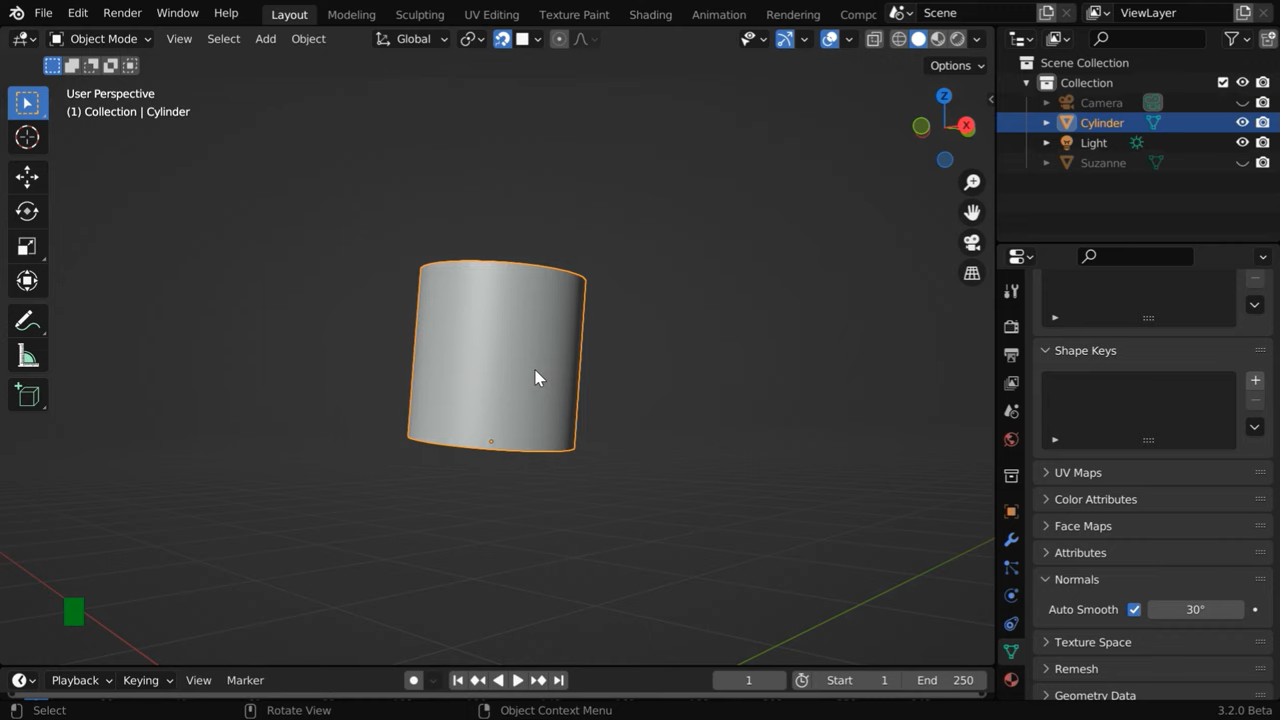 File Edit Render Window Help Layout Modeling Sculpting UV Editing Texture Paint Shading Animation Rendering Compc Scene ViewLayer
Object Mode View Select Add Object Global
Options
User Perspective
(1) Collection | Cylinder
Z
X
Scene Collection
Collection
Camera
Cylinder
Light
Suzanne
Shape Keys
UV Maps
Color Attributes
Face Maps
Attributes
Normals
Auto Smooth 30°
Texture Space
Remesh
Geometry Data
Playback Keying View Marker 1 Start 1 End 250
Select Rotate View Object Context Menu 3.2.0 Beta